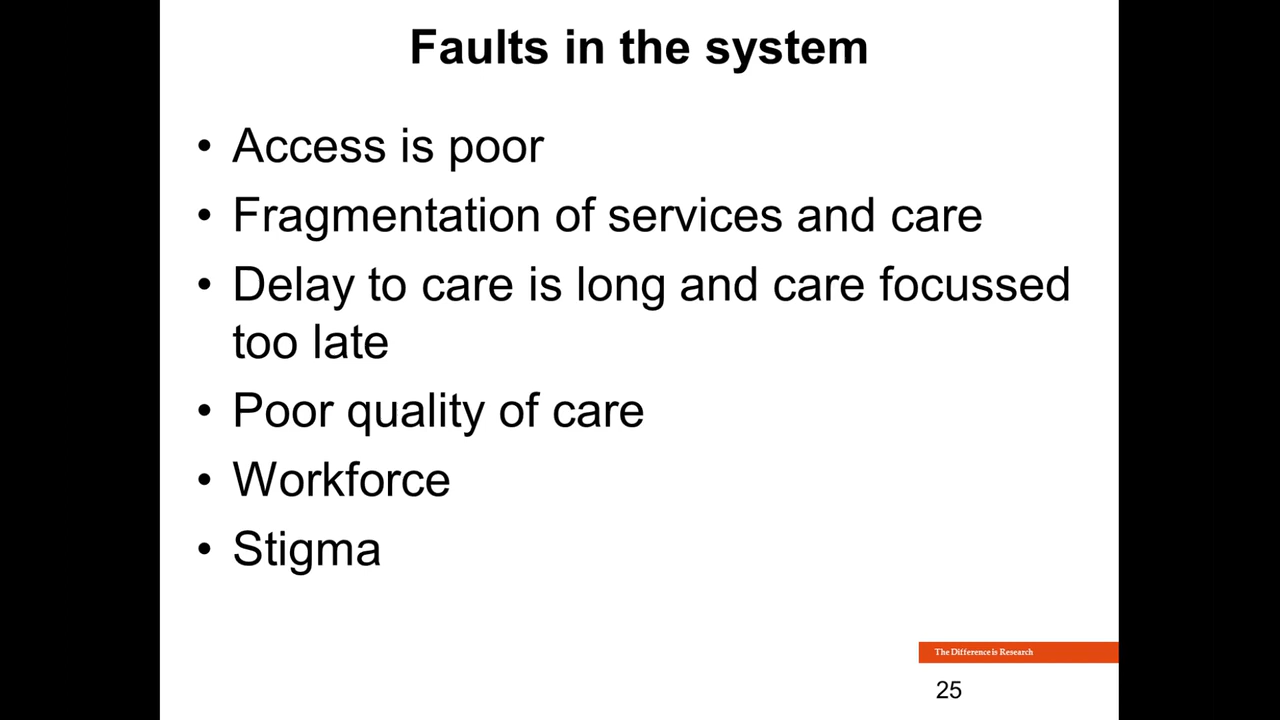 Faults in the system
• Access is poor
• Fragmentation of services and care
• Delay to care is long and care focussed
too late
• Poor quality of care
• Workforce
• Stigma
The Difference is Research
25